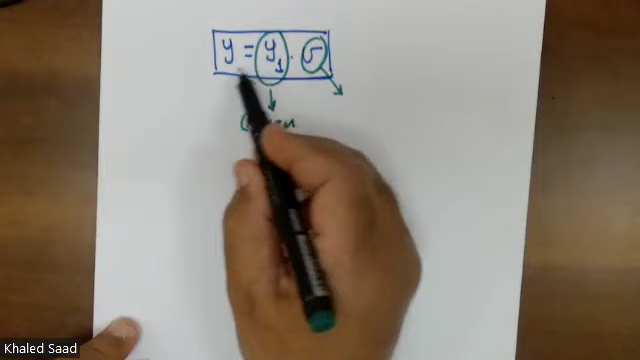 y = y₁ · v
Khaled Saad